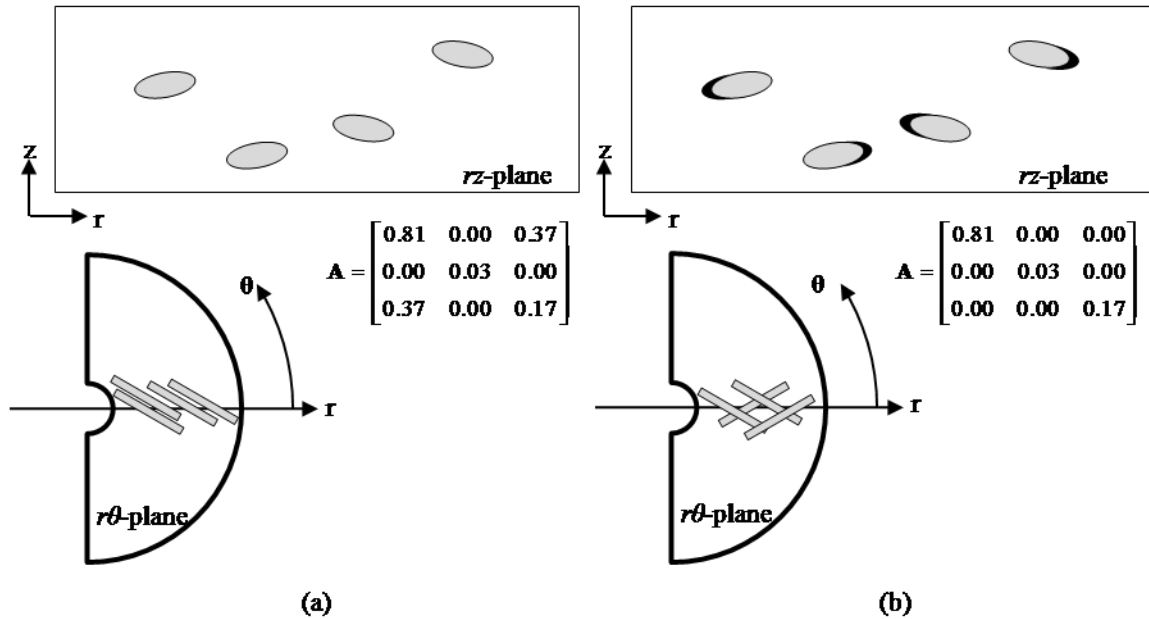 rz-plane
z
r
A = [0.81 0.00 0.37
0.00 0.03 0.00
0.37 0.00 0.17]
θ
r
rθ-plane
(a)
rz-plane
z
r
A = [0.81 0.00 0.00
0.00 0.03 0.00
0.00 0.00 0.17]
θ
r
rθ-plane
(b)